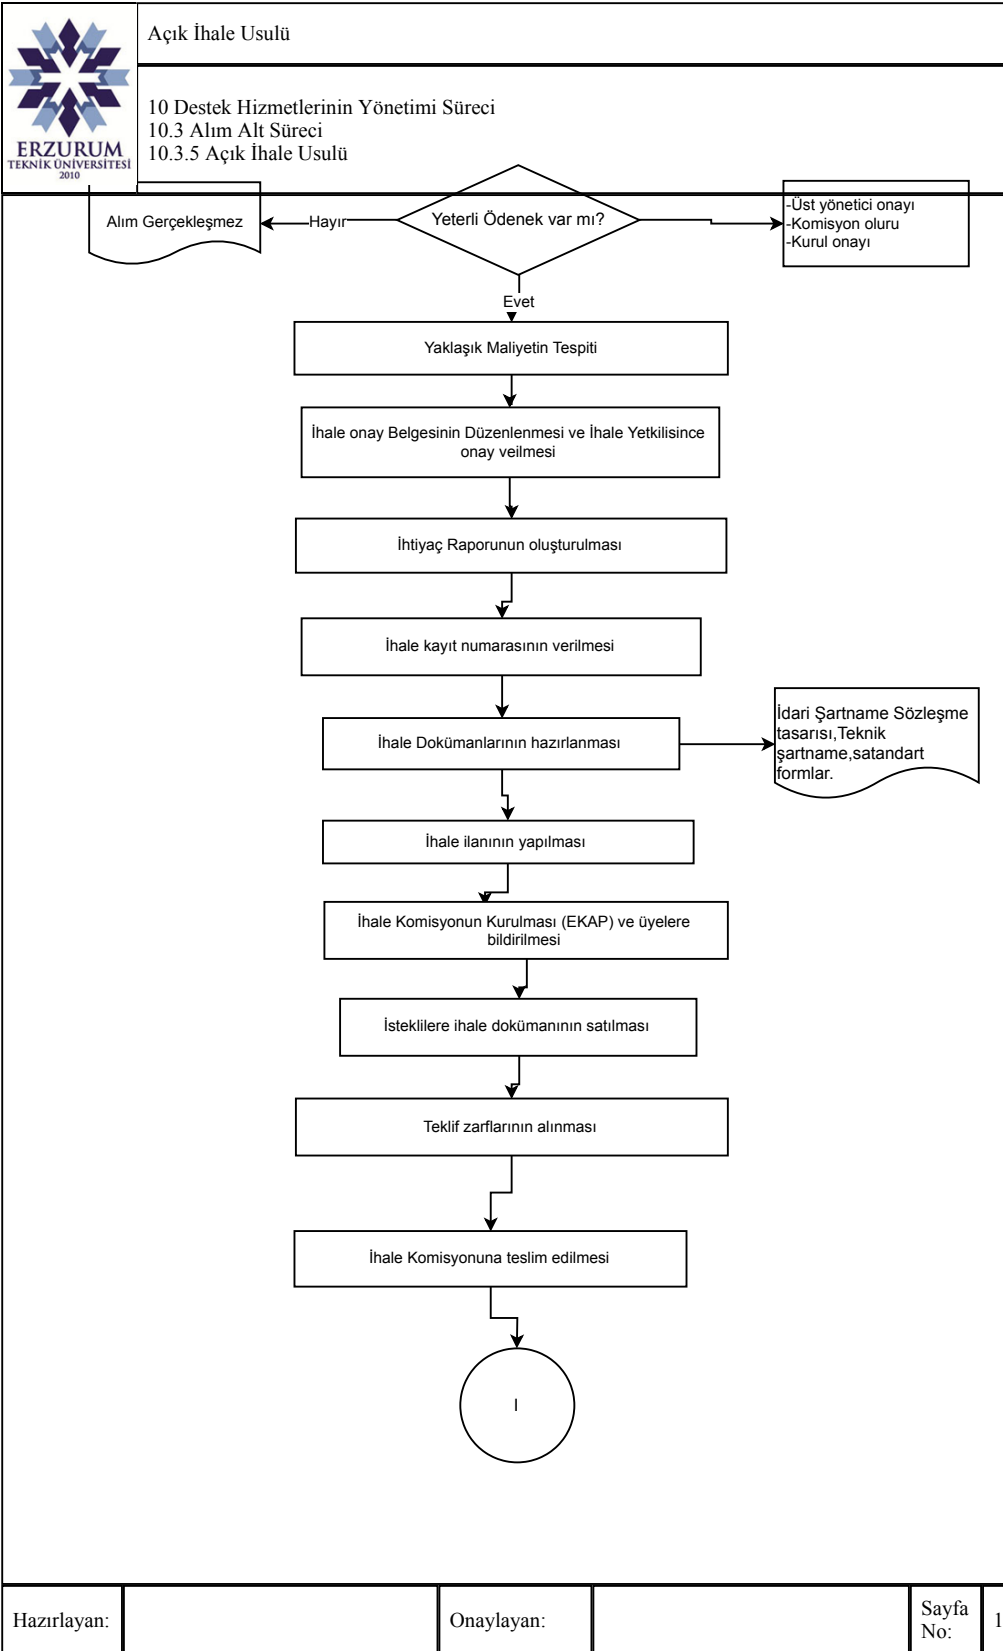 Açık İhale Usulü
ERZURUM
TEKNİK ÜNİVERSİTESİ
2010
10 Destek Hizmetlerinin Yönetimi Süreci
10.3 Alım Alt Süreci
10.3.5 Açık İhale Usulü
Alım Gerçekleşmez
Hayır
Yeterli Ödenek var mı?
-Üst yönetici onayı
-Komisyon oluru
-Kurul onayı
Evet
Yaklaşık Maliyetin Tespiti
İhale onay Belgesinin Düzenlenmesi ve İhale Yetkilisince
onay veilmesi
İhtiyaç Raporunun oluşturulması
İhale kayıt numarasının verilmesi
İhale Dokümanlarının hazırlanması
İdari Şartname Sözleşme
tasarısı,Teknik
şartname,satandart
formlar.
İhale ilanının yapılması
İhale Komisyonun Kurulması (EKAP) ve üyelere
bildirilmesi
İsteklilere ihale dokümanının satılması
Teklif zarflarının alınması
İhale Komisyonuna teslim edilmesi
I
Hazırlayan:
Onaylayan:
Sayfa
No:
1